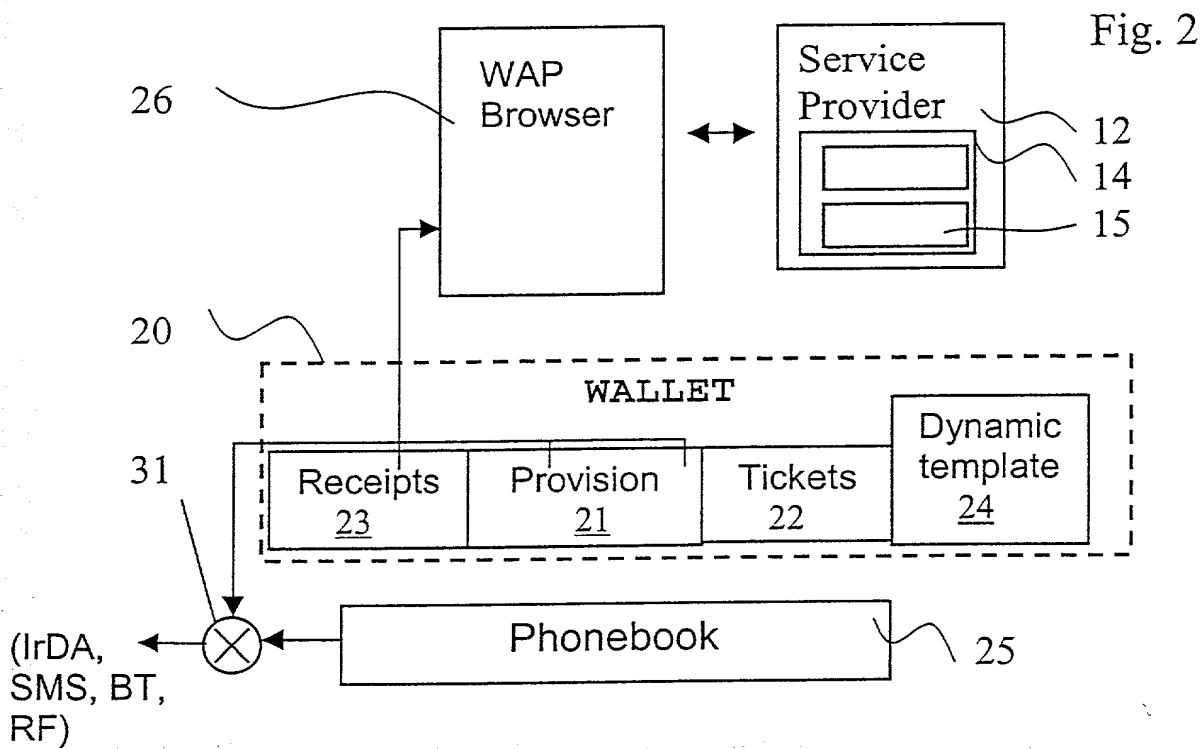 Fig. 2
26
WAP
Browser
Service
Provider
12
14
15
20
WALLET
31
Receipts
23
Provision
21
Tickets
22
Dynamic
template
24
Phonebook
25
(IrDA,
SMS, BT,
RF)